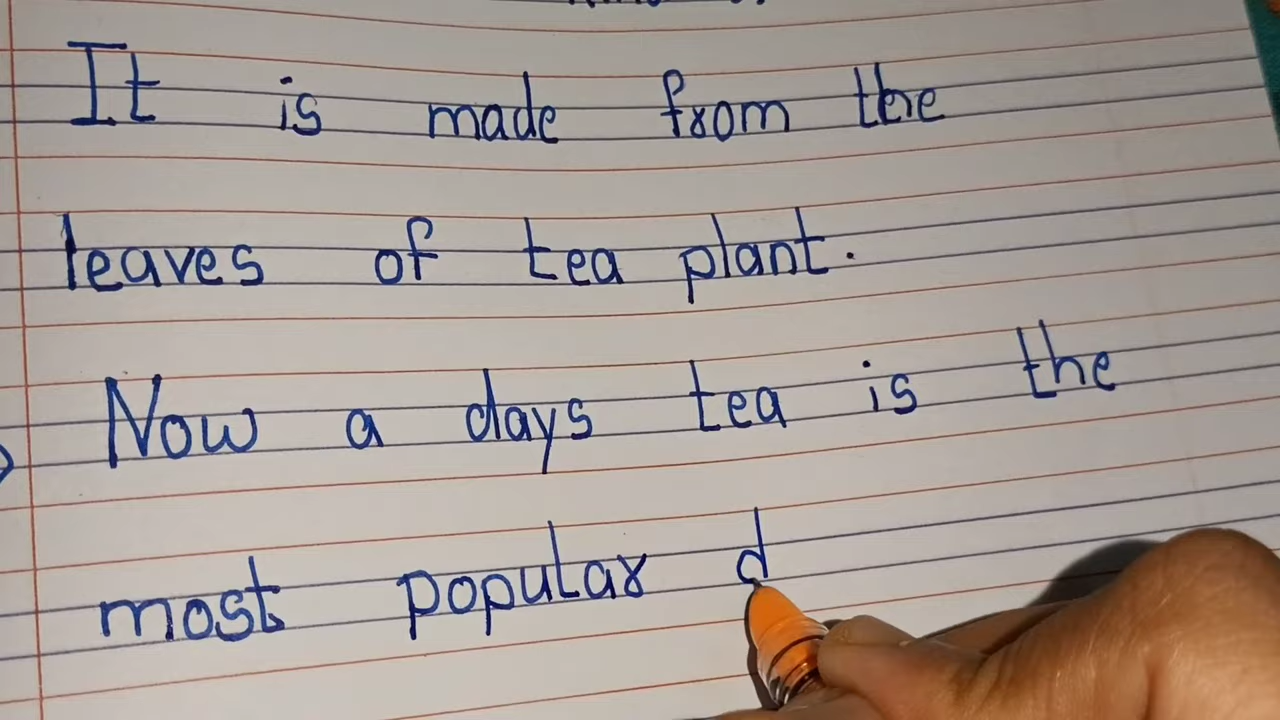 It is made from the
leaves of tea plant.
Now a days tea is the
most popular d